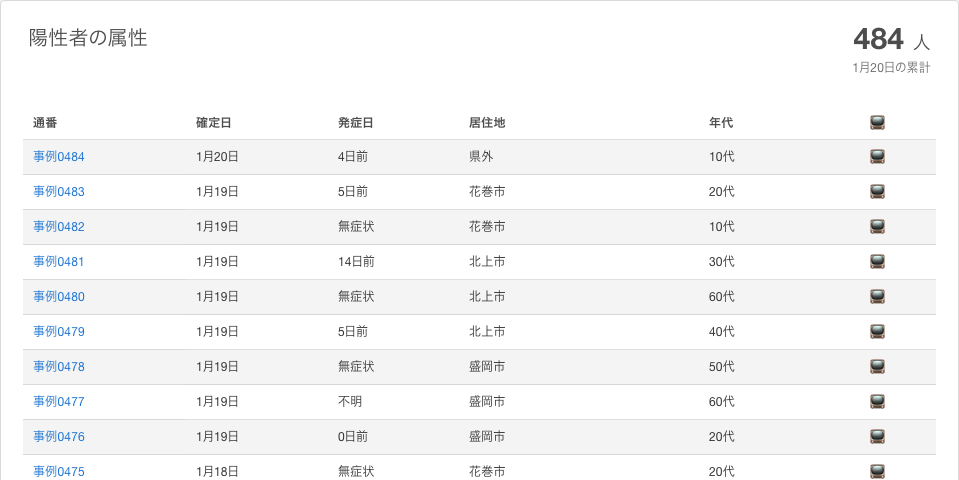 陽性者の属性
484 人
1月20日の累計
通番 確定日 発症日 居住地 年代
事例0484 1月20日 4日前 県外 10代
事例0483 1月19日 5日前 花巻市 20代
事例0482 1月19日 無症状 花巻市 10代
事例0481 1月19日 14日前 北上市 30代
事例0480 1月19日 無症状 北上市 60代
事例0479 1月19日 5日前 北上市 40代
事例0478 1月19日 無症状 盛岡市 50代
事例0477 1月19日 不明 盛岡市 60代
事例0476 1月19日 0日前 盛岡市 20代
事例0475 1月18日 無症状 花巻市 20代